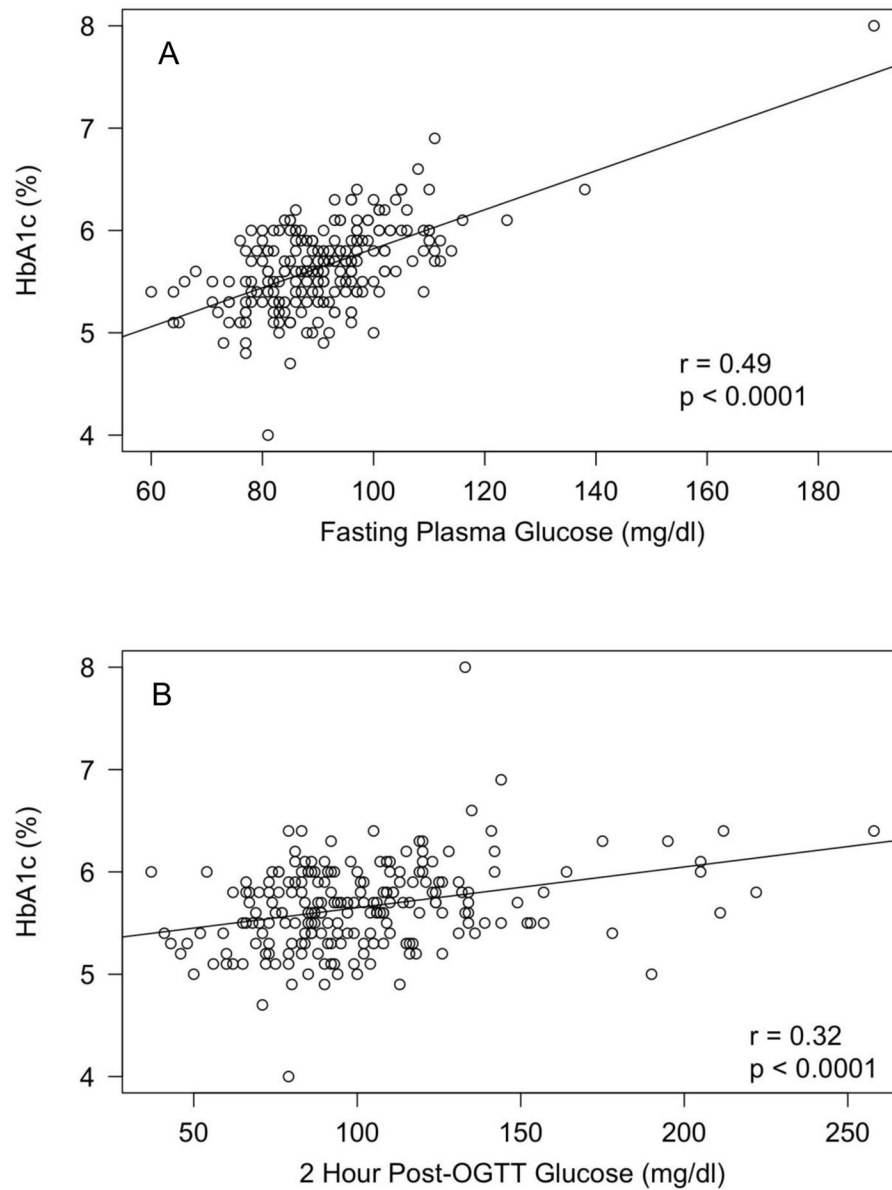 A
HbA1c (%)
8
7
6
5
4
r = 0.49
p < 0.0001
60 80 100 120 140 160 180
Fasting Plasma Glucose (mg/dl)
B
HbA1c (%)
8
7
6
5
4
r = 0.32
p < 0.0001
50 100 150 200 250
2 Hour Post-OGTT Glucose (mg/dl)